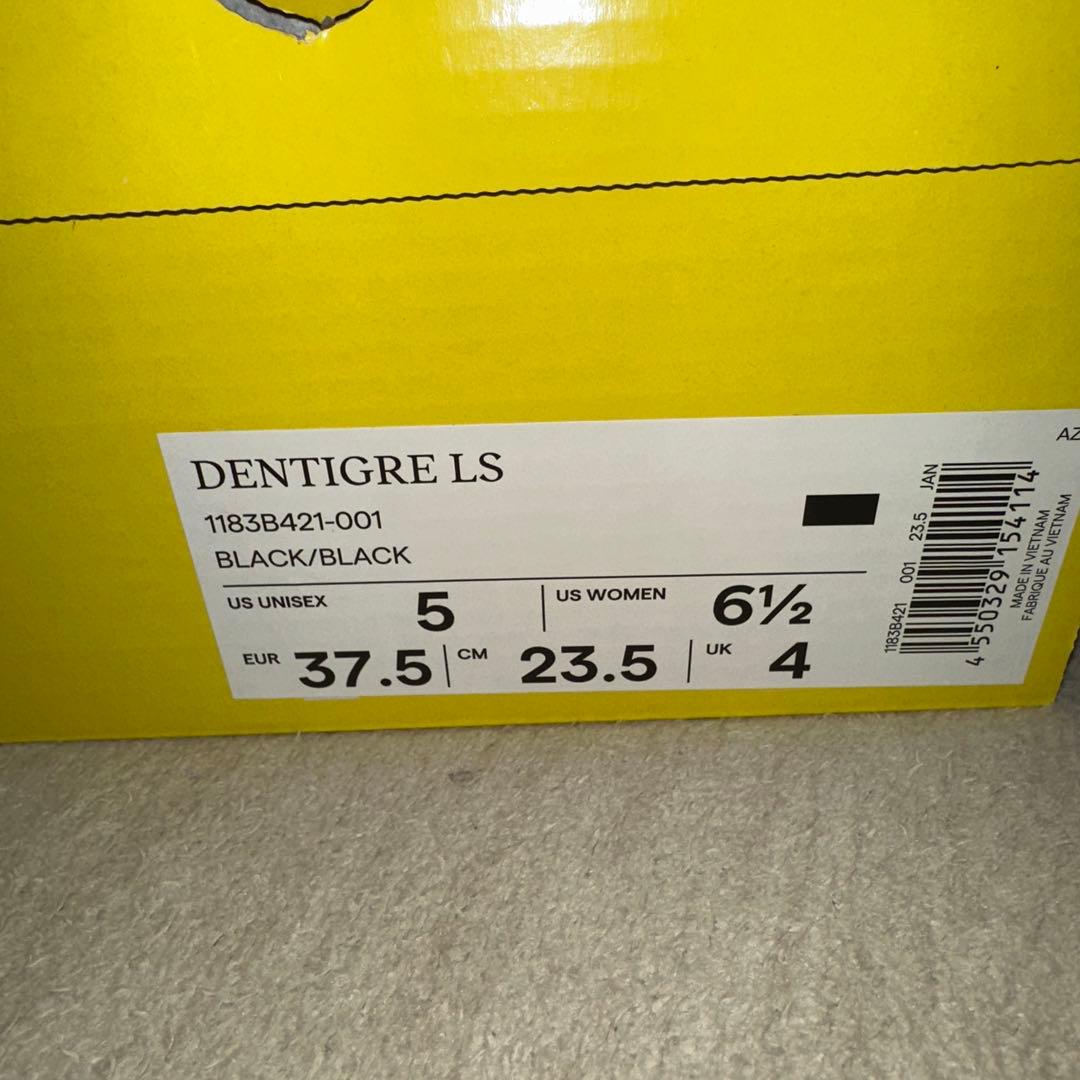 DENTIGRE LS
1183B421-001
BLACK/BLACK
US UNISEX 5 US WOMEN 6½
EUR 37.5 CM 23.5 UK 4
AZ
1183B421 001 23.5 JAN
4 550329 154114
MADE IN VIETNAM
FABRIQUE AU VIETNAM